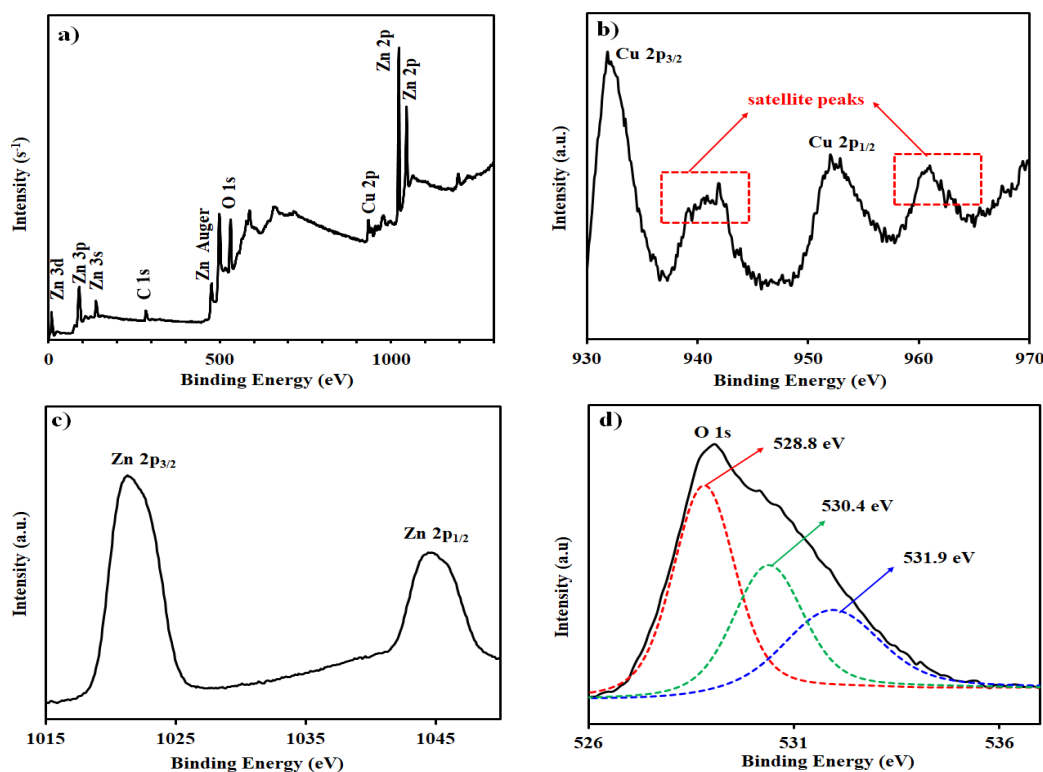 a)
Intensity (s-1)
Zn 3d
Zn 3p
Zn 3s
C 1s
Zn Auger
O 1s
Cu 2p
Zn 2p
Zn 2p
0 500 1000
Binding Energy (eV)
b)
Intensity (a.u.)
Cu 2p3/2
satellite peaks
Cu 2p1/2
930 940 950 960 970
Binding Energy (eV)
c)
Intensity (a.u.)
Zn 2p3/2
Zn 2p1/2
1015 1025 1035 1045
Binding Energy (eV)
d)
Intensity (a.u)
O 1s
528.8 eV
530.4 eV
531.9 eV
526 531 536
Binding Energy (eV)